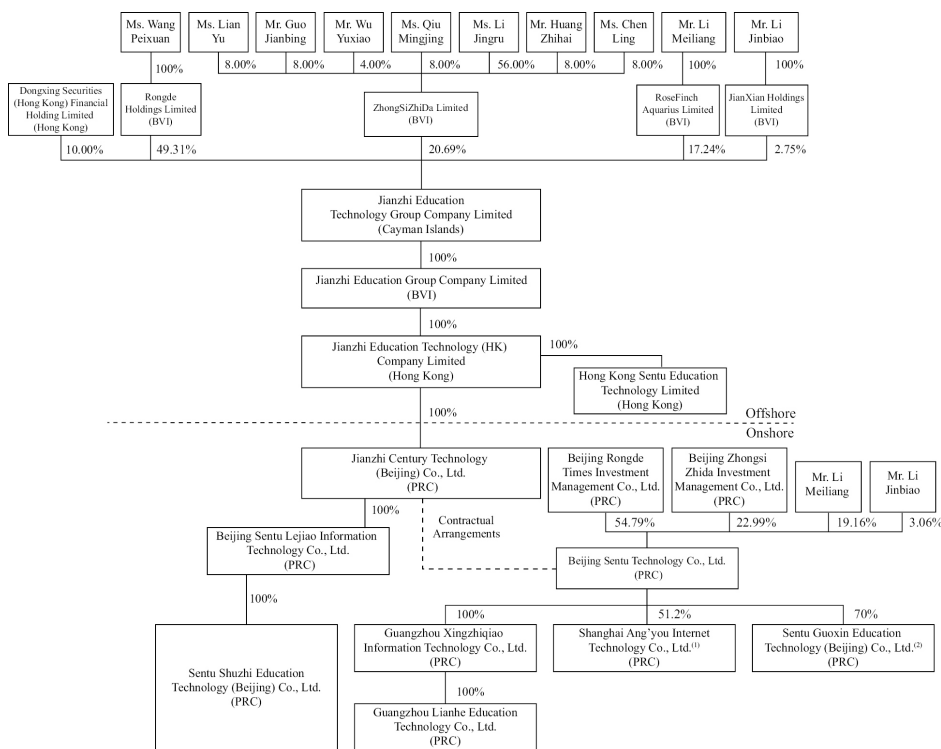 Ms. Wang
Peixuan
Ms. Lian
Yu
Mr. Guo
Jianbing
Mr. Wu
Yuxiao
Ms. Qiu
Mingjing
Ms. Li
Jingru
Mr. Huang
Zhihai
Ms. Chen
Ling
Mr. Li
Meiliang
Mr. Li
Jinbiao
100%
8.00%
8.00%
4.00%
8.00%
56.00%
8.00%
8.00%
100%
100%
Dongxing Securities
(Hong Kong) Financial
Holding Limited
(Hong Kong)
Rongde
Holdings Limited
(BVI)
ZhongSiZhiDa Limited
(BVI)
RoseFinch
Aquarius Limited
(BVI)
JianXian Holdings
Limited
(BVI)
10.00%
49.31%
20.69%
17.24%
2.75%
Jianzhi Education
Technology Group Company Limited
(Cayman Islands)
100%
Jianzhi Education Group Company Limited
(BVI)
100%
Jianzhi Education Technology (HK)
Company Limited
(Hong Kong)
100%
Hong Kong Sentu Education
Technology Limited
(Hong Kong)
100%
Offshore
Onshore
Jianzhi Century Technology
(Beijing) Co., Ltd.
(PRC)
Beijing Rongde
Times Investment
Management Co., Ltd.
(PRC)
Beijing Zhongsi
Zhida Investment
Management Co., Ltd.
(PRC)
Mr. Li
Meiliang
Mr. Li
Jinbiao
100%
Contractual
Arrangements
54.79%
22.99%
19.16%
3.06%
Beijing Sentu Lejiao Information
Technology Co., Ltd.
(PRC)
Beijing Sentu Technology Co., Ltd.
(PRC)
100%
100%
51.2%
70%
Sentu Shuzhi Education
Technology (Beijing) Co., Ltd.
(PRC)
Guangzhou Xingzhiqiao
Information Technology Co., Ltd.
(PRC)
Shanghai Ang’you Internet
Technology Co., Ltd.(1)
(PRC)
Sentu Guoxin Education
Technology (Beijing) Co., Ltd.(2)
(PRC)
100%
Guangzhou Lianhe Education
Technology Co., Ltd.
(PRC)